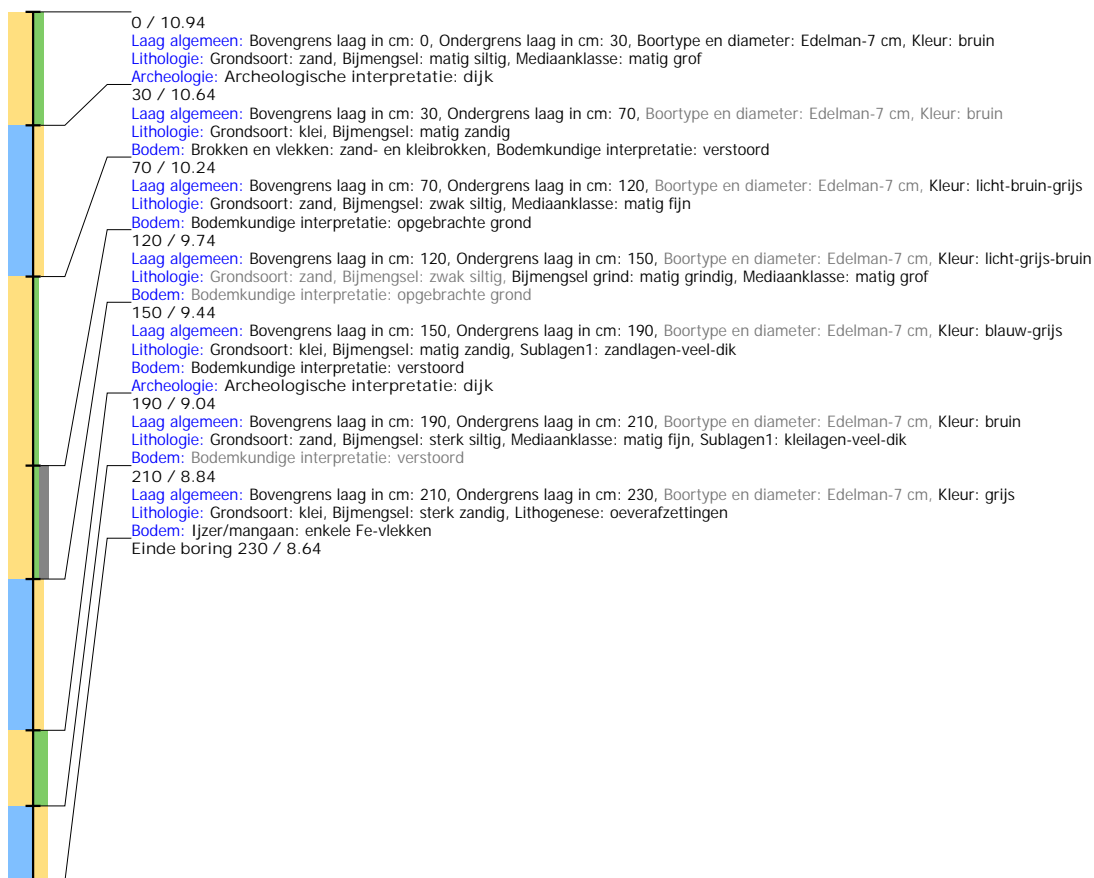 0 / 10.94
Laag algemeen: Bovengrens laag in cm: 0, Ondergrens laag in cm: 30, Boortype en diameter: Edelman-7 cm, Kleur: bruin
Lithologie: Grondsoort: zand, Bijmengsel: matig siltig, Mediaanklasse: matig grof
Archeologie: Archeologische interpretatie: dijk
30 / 10.64
Laag algemeen: Bovengrens laag in cm: 30, Ondergrens laag in cm: 70, Boortype en diameter: Edelman-7 cm, Kleur: bruin
Lithologie: Grondsoort: klei, Bijmengsel: matig zandig
Bodem: Brokken en vlekken: zand- en kleibrokken, Bodemkundige interpretatie: verstoord
70 / 10.24
Laag algemeen: Bovengrens laag in cm: 70, Ondergrens laag in cm: 120, Boortype en diameter: Edelman-7 cm, Kleur: licht-bruin-grijs
Lithologie: Grondsoort: zand, Bijmengsel: zwak siltig, Mediaanklasse: matig fijn
Bodem: Bodemkundige interpretatie: opgebrachte grond
120 / 9.74
Laag algemeen: Bovengrens laag in cm: 120, Ondergrens laag in cm: 150, Boortype en diameter: Edelman-7 cm, Kleur: licht-grijs-bruin
Lithologie: Grondsoort: zand, Bijmengsel: zwak siltig, Bijmengsel grind: matig grindig, Mediaanklasse: matig grof
Bodem: Bodemkundige interpretatie: opgebrachte grond
150 / 9.44
Laag algemeen: Bovengrens laag in cm: 150, Ondergrens laag in cm: 190, Boortype en diameter: Edelman-7 cm, Kleur: blauw-grijs
Lithologie: Grondsoort: klei, Bijmengsel: matig zandig, Sublagen1: zandlagen-veel-dik
Bodem: Bodemkundige interpretatie: verstoord
Archeologie: Archeologische interpretatie: dijk
190 / 9.04
Laag algemeen: Bovengrens laag in cm: 190, Ondergrens laag in cm: 210, Boortype en diameter: Edelman-7 cm, Kleur: bruin
Lithologie: Grondsoort: zand, Bijmengsel: sterk siltig, Mediaanklasse: matig fijn, Sublagen1: kleilagen-veel-dik
Bodem: Bodemkundige interpretatie: verstoord
210 / 8.84
Laag algemeen: Bovengrens laag in cm: 210, Ondergrens laag in cm: 230, Boortype en diameter: Edelman-7 cm, Kleur: grijs
Lithologie: Grondsoort: klei, Bijmengsel: sterk zandig, Lithogenese: oeverafzettingen
Bodem: Ijzer/mangaan: enkele Fe-vlekken
Einde boring 230 / 8.64